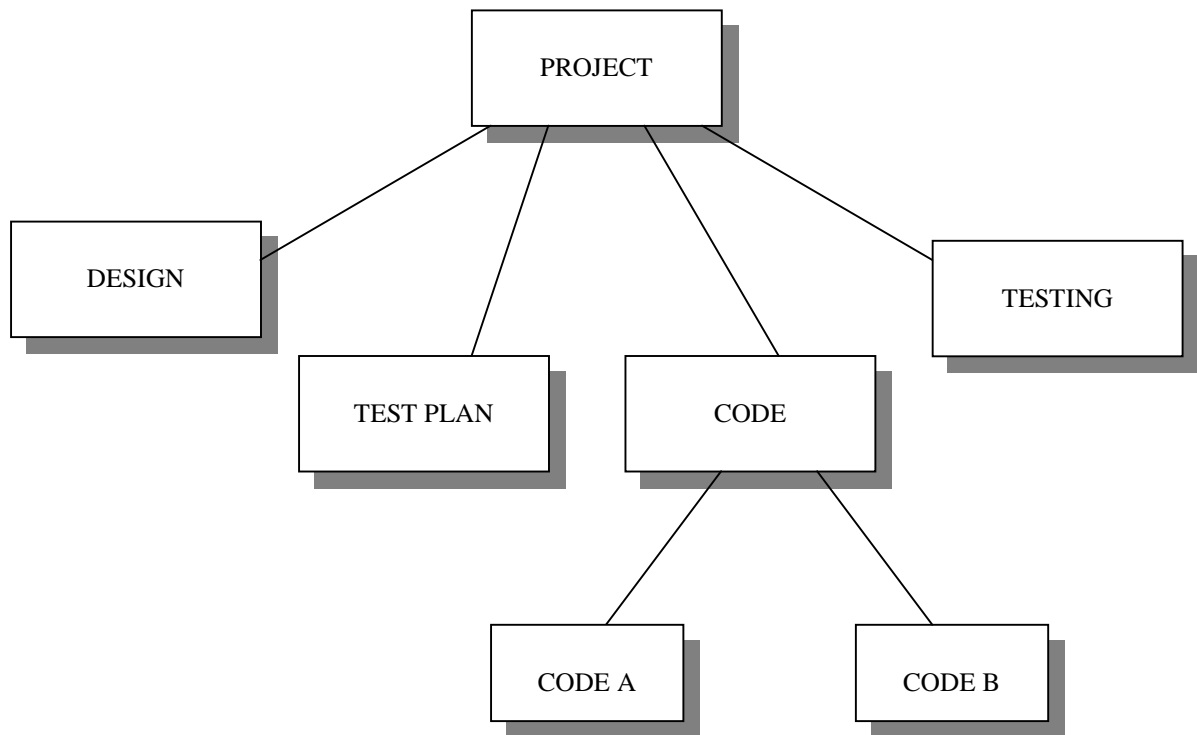 PROJECT
DESIGN
TESTING
TEST PLAN
CODE
CODE A
CODE B